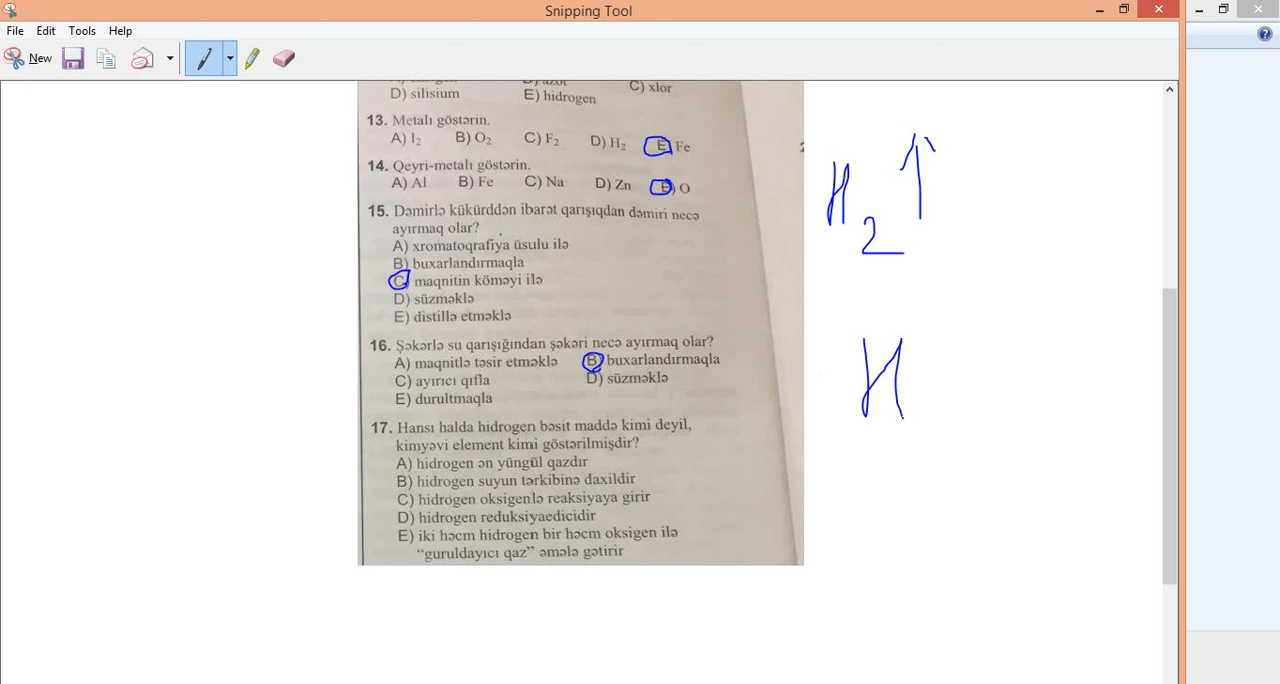 Snipping Tool
File Edit Tools Help
New
D) silisium E) hidrogen C) xlor
13. Metalı göstərin.
A) I₂ B) O₂ C) F₂ D) H₂ E) Fe
14. Qeyri-metalı göstərin.
A) Al B) Fe C) Na D) Zn E) O
15. Dəmirlə kükürddən ibarət qarışıqdan dəmiri necə
ayırmaq olar?
A) xromatoqrafiya üsulu ilə
B) buxarlandırmaqla
C) maqnitin köməyi ilə
D) süzməklə
E) distillə etməklə
16. Şəkərlə su qarışığından şəkəri necə ayırmaq olar?
A) maqnitlə təsir etməklə B) buxarlandırmaqla
C) ayırıcı qıfla D) süzməklə
E) durultmaqla
17. Hansı halda hidrogen bəsit maddə kimi deyil,
kimyəvi element kimi göstərilmişdir?
A) hidrogen ən yüngül qazdır
B) hidrogen suyun tərkibinə daxildir
C) hidrogen oksigenlə reaksiyaya girir
D) hidrogen reduksiyaedicidir
E) iki həcm hidrogen bir həcm oksigen ilə
“guruldayıcı qaz” əmələ gətirir
H₂↑
H